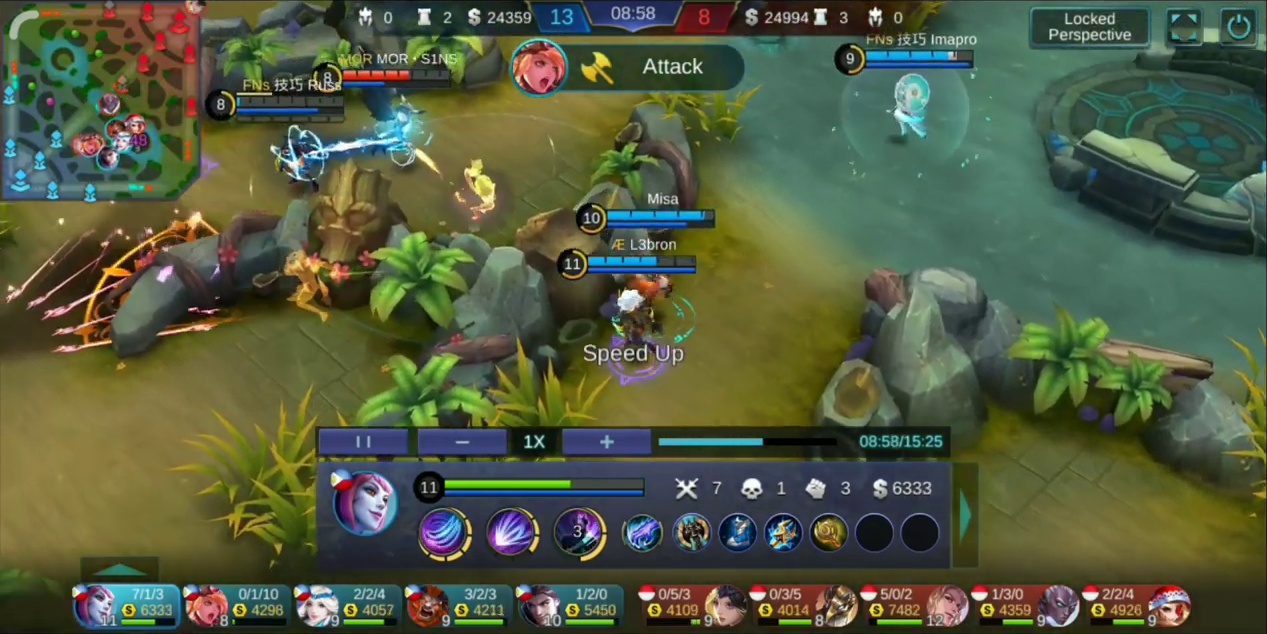 0 2 $ 24359 13 08:58 8 $ 24994 3 0
Locked
Perspective
FNs 技巧 Imapro
9
Attack
MOR MOR • S1NS
8
FNs 技巧 Russ
8
Misa
10
Æ L3bron
11
Speed Up
1X
08:58/15:25
11
7 1 3 $ 6333
3
7/1/3
S 6333
11
0/1/10
S 4298
8
2/2/4
S 4057
9
3/2/3
S 4211
9
1/2/0
S 5450
10
0/5/3
S 4109
9
0/3/5
S 4014
8
5/0/2
S 7482
12
1/3/0
S 4359
9
2/2/4
S 4926
9